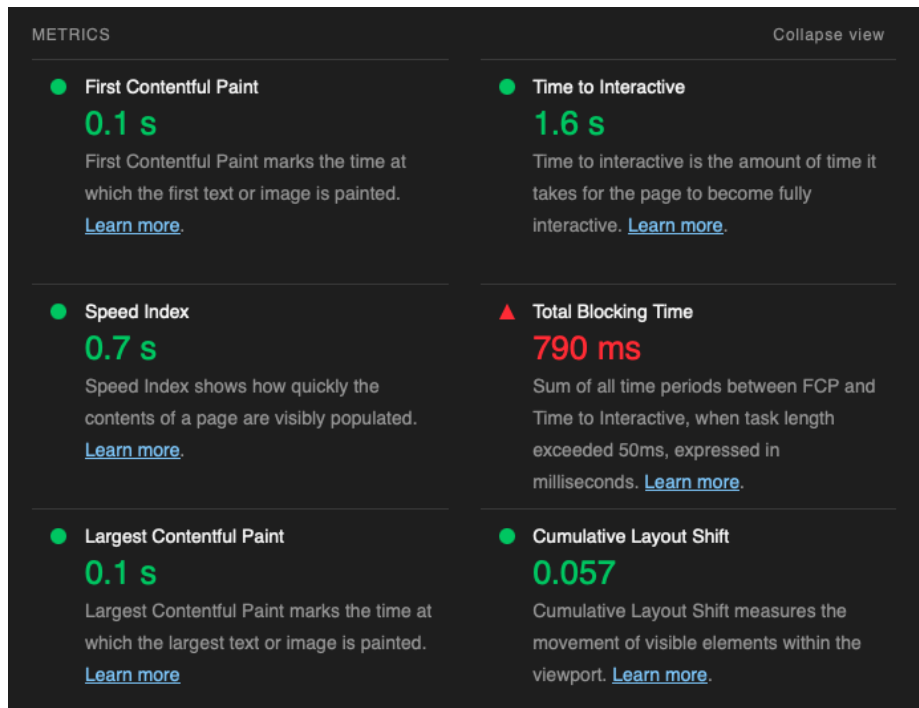 METRICS
Collapse view
First Contentful Paint
0.1 s
First Contentful Paint marks the time at
which the first text or image is painted.
Learn more.
Time to Interactive
1.6 s
Time to interactive is the amount of time it
takes for the page to become fully
interactive. Learn more.
Speed Index
0.7 s
Speed Index shows how quickly the
contents of a page are visibly populated.
Learn more.
Total Blocking Time
790 ms
Sum of all time periods between FCP and
Time to Interactive, when task length
exceeded 50ms, expressed in
milliseconds. Learn more.
Largest Contentful Paint
0.1 s
Largest Contentful Paint marks the time at
which the largest text or image is painted.
Learn more
Cumulative Layout Shift
0.057
Cumulative Layout Shift measures the
movement of visible elements within the
viewport. Learn more.